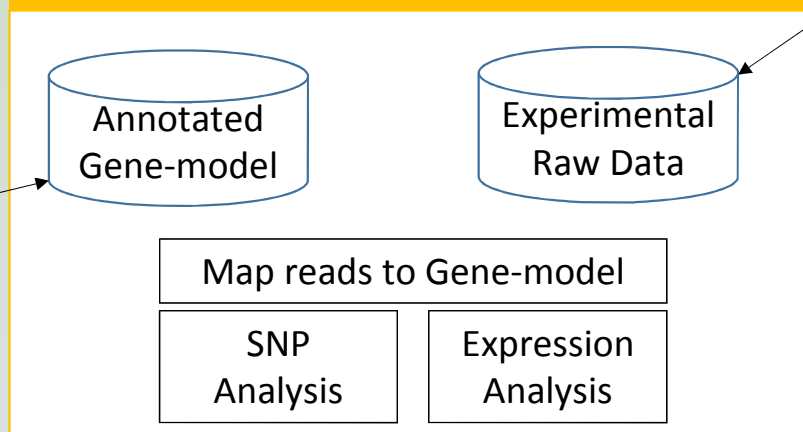 Annotated
Gene-model
Experimental
Raw Data
Map reads to Gene-model
SNP
Analysis
Expression
Analysis